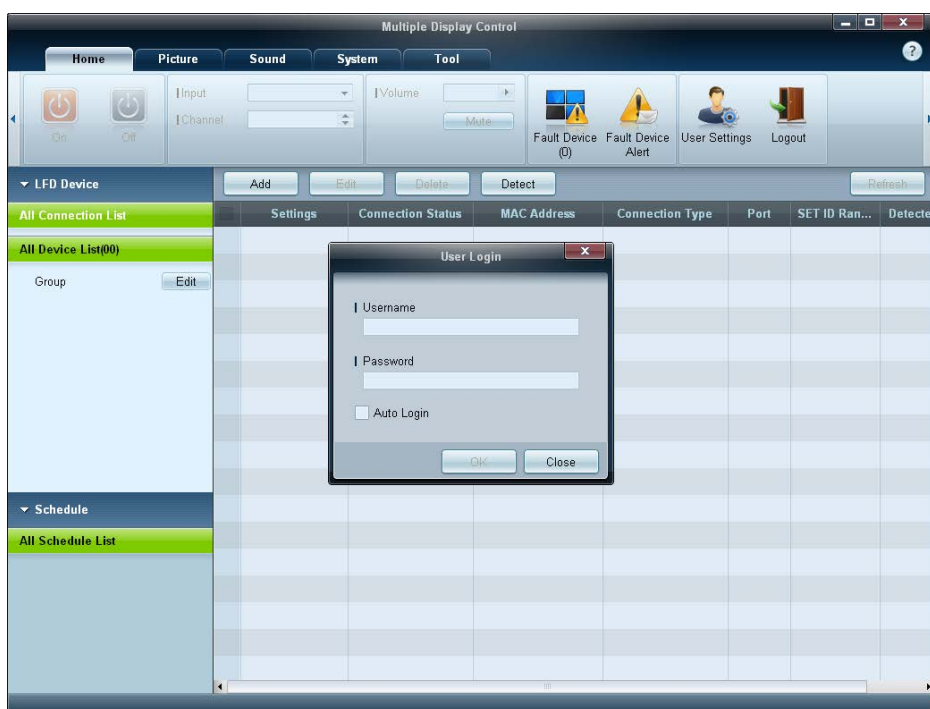 Multiple Display Control
Home Picture Sound System Tool
?
Input
Channel
Volume
Mute
On Off
Fault Device (0)
Fault Device Alert
User Settings
Logout
LFD Device
Add Edit Delete Detect Refresh
All Connection List
Settings Connection Status MAC Address Connection Type Port SET ID Ran... Detecte
All Device List(00)
Group Edit
User Login
Username
Password
Auto Login
OK Close
Schedule
All Schedule List